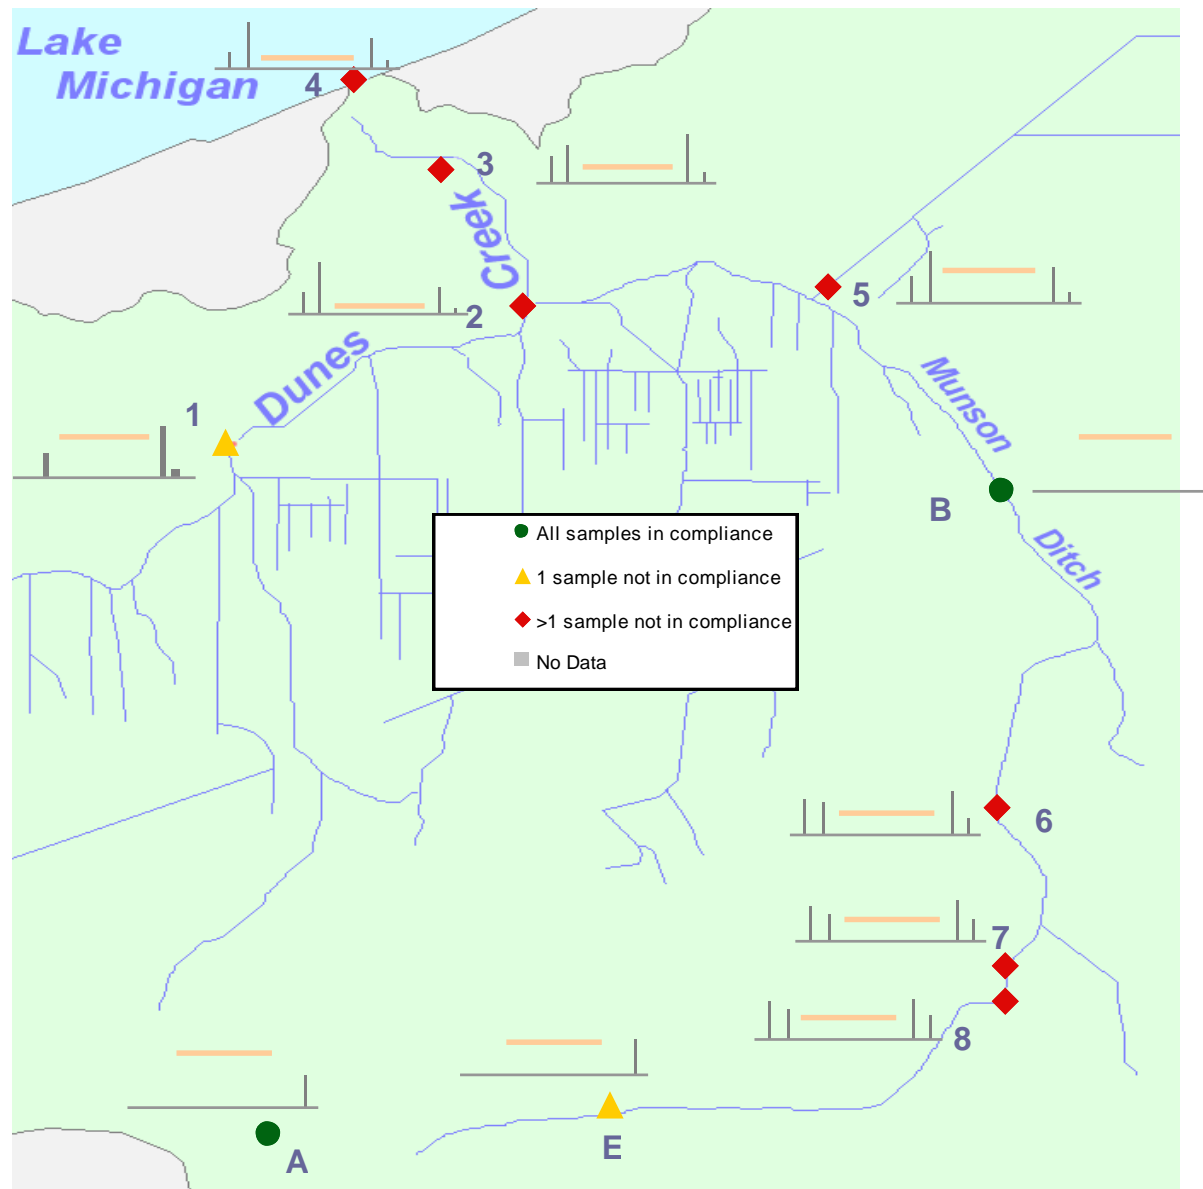 Lake
Michigan
4
3
Creek
2
5
Dunes
Munson
1
B
Ditch
All samples in compliance
1 sample not in compliance
>1 sample not in compliance
No Data
6
7
8
E
A